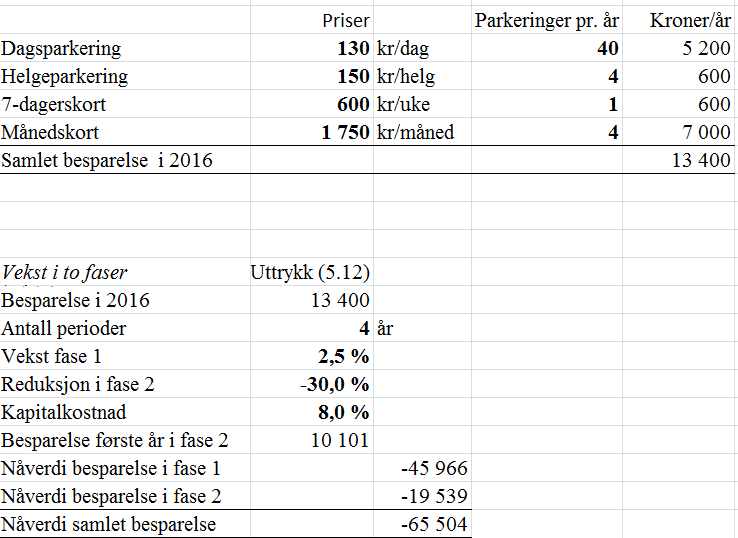 Priser Parkeringer pr. år Kroner/år
Dagsparkering 130 kr/dag 40 5 200
Helgeparkering 150 kr/helg 4 600
7-dagerskort 600 kr/uke 1 600
Månedskort 1 750 kr/måned 4 7 000
Samlet besparelse i 2016 13 400
Vekst i to faser Uttrykk (5.12)
Besparelse i 2016 13 400
Antall perioder 4 år
Vekst fase 1 2,5 %
Reduksjon i fase 2 -30,0 %
Kapitalkostnad 8,0 %
Besparelse første år i fase 2 10 101
Nåverdi besparelse i fase 1 -45 966
Nåverdi besparelse i fase 2 -19 539
Nåverdi samlet besparelse -65 504